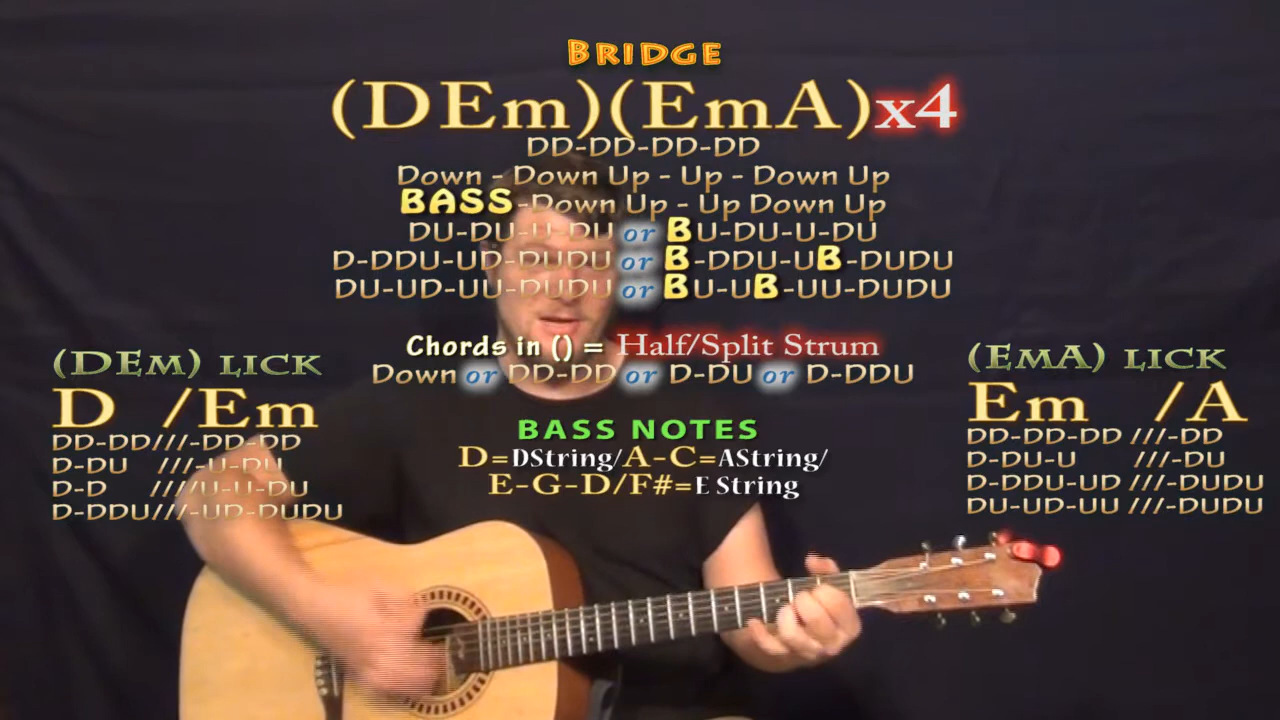 BRIDGE
(DEm)(EmA)x4
DD-DD-DD-DD
Down - Down Up - Up - Down Up
BASS-Down Up - Up Down Up
DU-DU-U-DU or BU-DU-U-DU
D-DDU-UD-DUDU or B-DDU-UB-DUDU
DU-UD-UU-DUDU or BU-UB-UU-DUDU
Chords in () = Half/Split Strum
Down or DD-DD or D-DU or D-DDU
(DEm) LICK
D /Em
DD-DD///-DD-DD
D-DU ///-U-DU
D-D ////U-U-DU
D-DDU///-UD-DUDU
BASS NOTES
D=DString/A-C=AString/
E-G-D/F#=E String
(EmA) LICK
Em /A
DD-DD-DD ///-DD
D-DU-U ///-DU
D-DDU-UD ///-DUDU
DU-UD-UU ///-DUDU